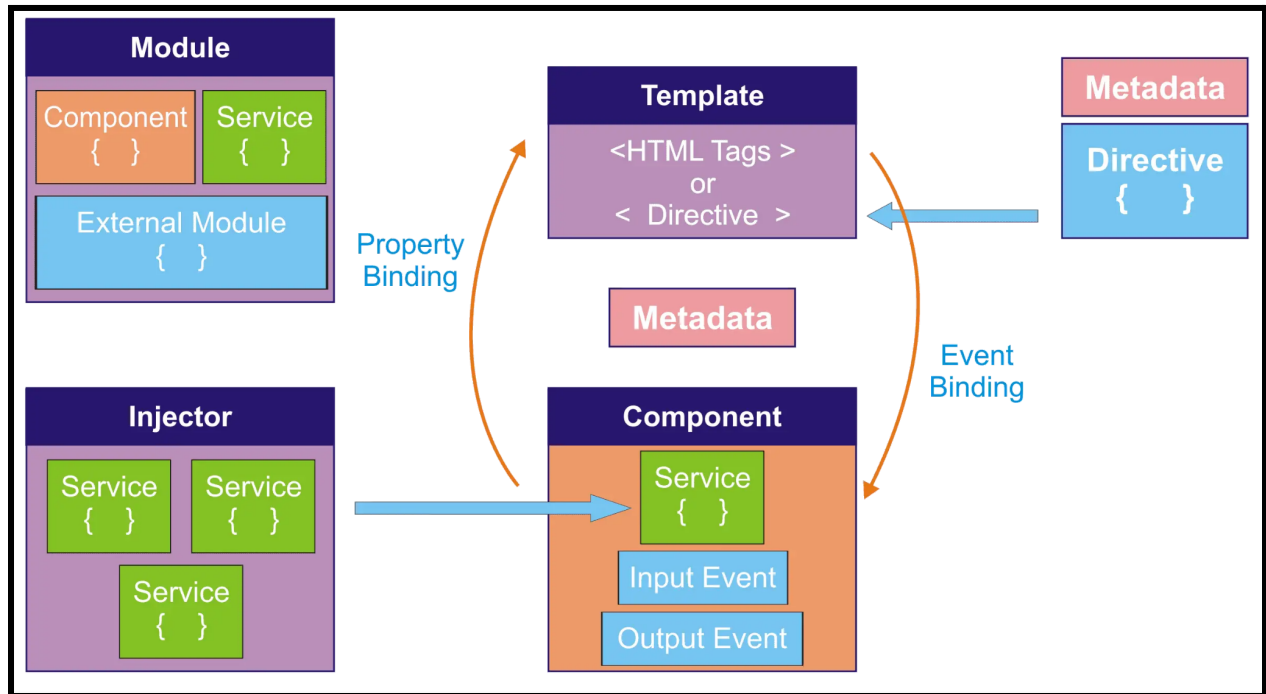 Module
Component
{ }
Service
{ }
External Module
{ }
Property
Binding
Template
<HTML Tags >
or
< Directive >
Metadata
Directive
{ }
Metadata
Event
Binding
Injector
Service
{ }
Service
{ }
Service
{ }
Component
Service
{ }
Input Event
Output Event